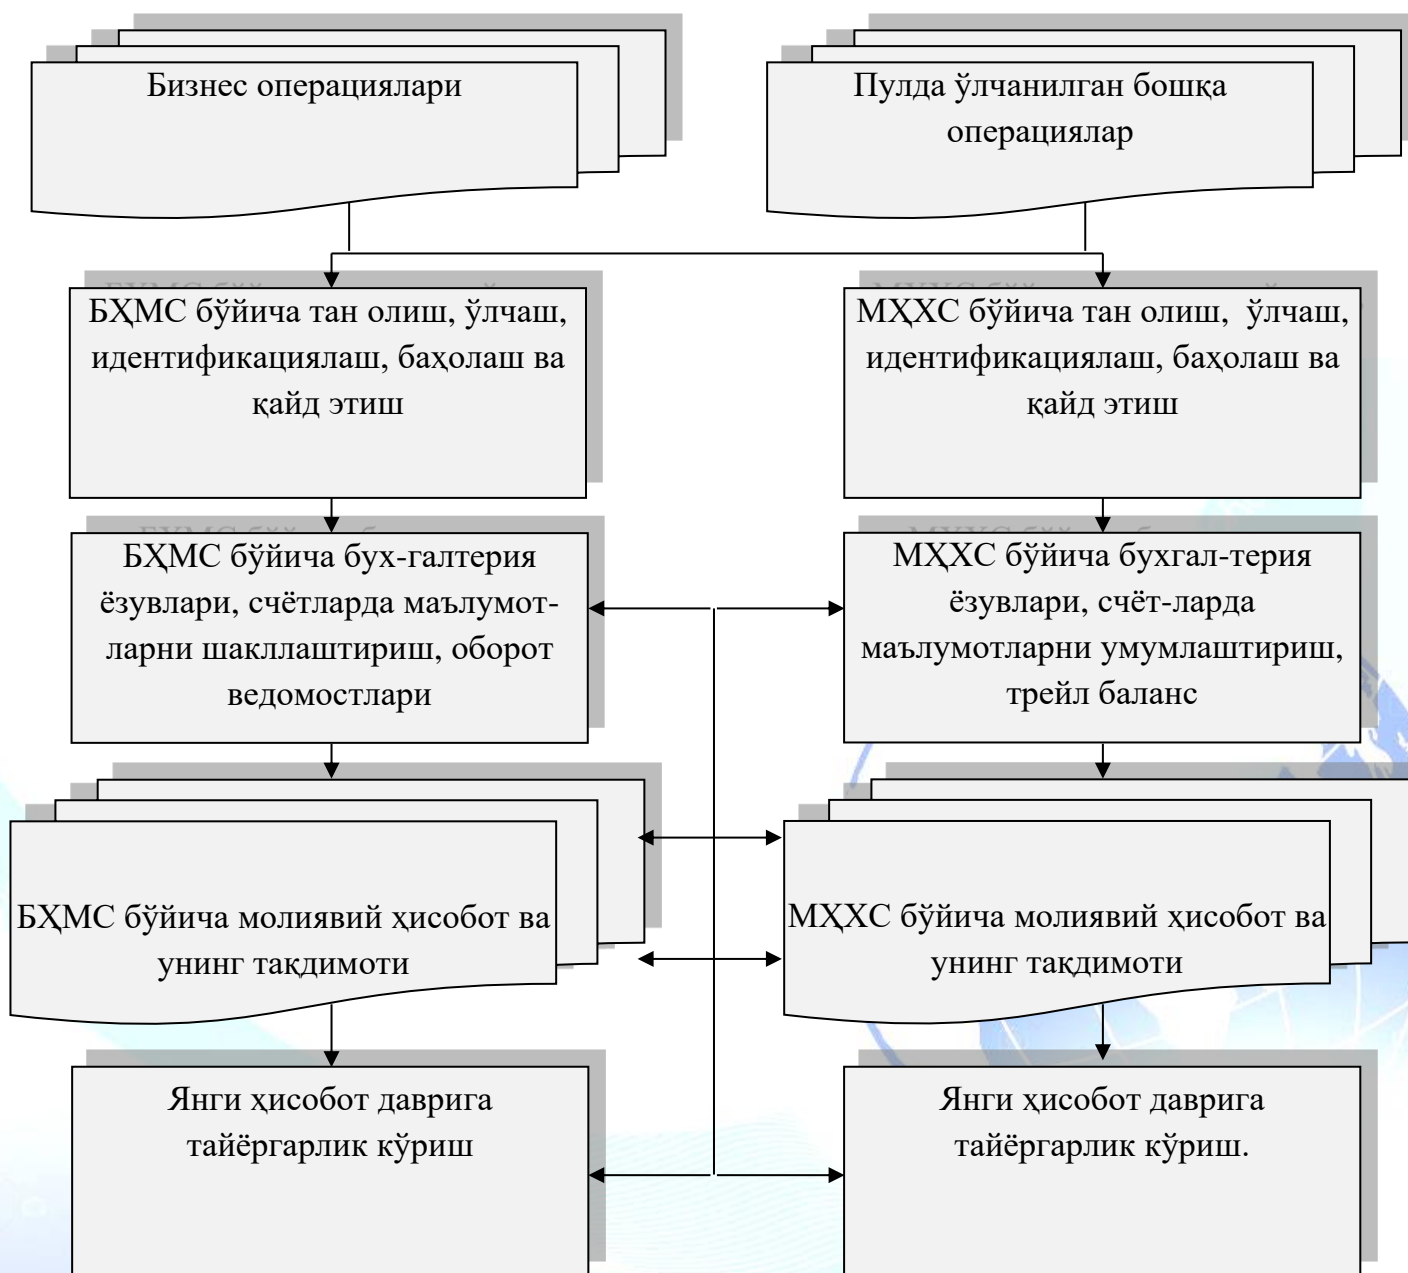 Бизнес операциялари
Пулда ўлчанилган бошқа
операциялар
БҲМС бўйича тан олиш, ўлчаш,
идентификациялаш, баҳолаш ва
қайд этиш
МҲХС бўйича тан олиш,  ўлчаш,
идентификациялаш, баҳолаш ва
қайд этиш
БҲМС бўйича бух-галтерия
ёзувлари, счётларда маълумот-
ларни шакллаштириш, оборот
ведомостлари
МҲХС бўйича бухгал-терия
ёзувлари, счёт-ларда
маълумотларни умумлаштириш,
трейл баланс
БҲМС бўйича молиявий ҳисобот ва
унинг тақдимоти
МҲХС бўйича молиявий ҳисобот ва
унинг тақдимоти
Янги ҳисобот даврига
тайёргарлик кўриш
Янги ҳисобот даврига
тайёргарлик кўриш.